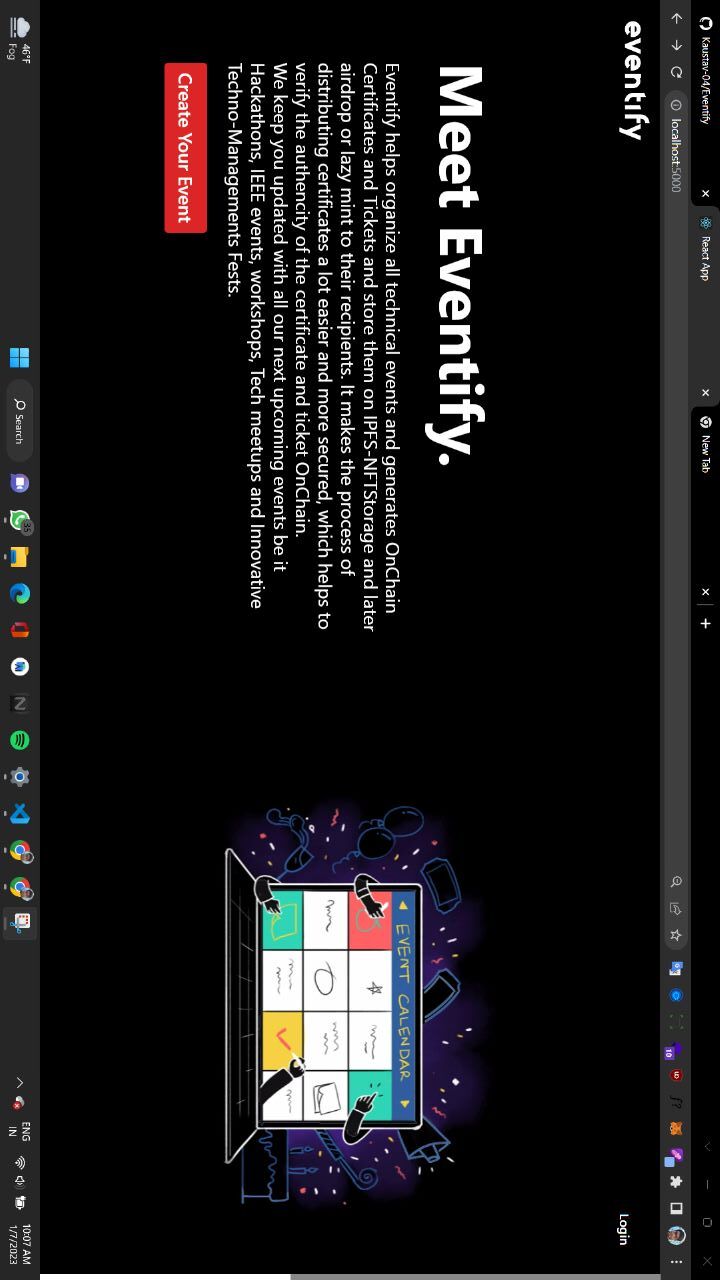 Kaustav-04/Eventify
React App
New Tab
localhost:5000
eventify
Login
Meet Eventify.
Eventify helps organize all technical events and generates OnChain
Certificates and Tickets and store them on IPFS-NFTStorage and later
airdrop or lazy mint to their recipients. It makes the process of
distributing certificates a lot easier and more secured, which helps to
verify the authencity of the certificate and ticket OnChain.
We keep you updated with all our next upcoming events be it
Hackathons, IEEE events, workshops, Tech meetups and Innovative
Techno-Managements Fests.
Create Your Event
EVENT CALENDAR
46°F
Fog
Search
ENG
IN
10:07 AM
1/7/2023